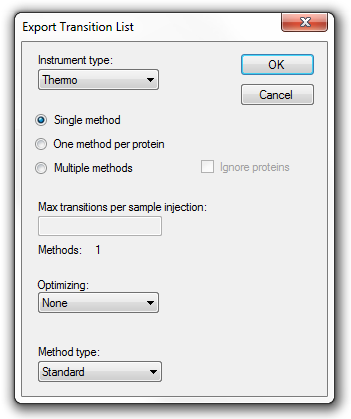 Export Transition List
Instrument type:
Thermo
OK
Cancel
Single method
One method per protein
Multiple methods
Ignore proteins
Max transitions per sample injection:
Methods: 1
Optimizing:
None
Method type:
Standard